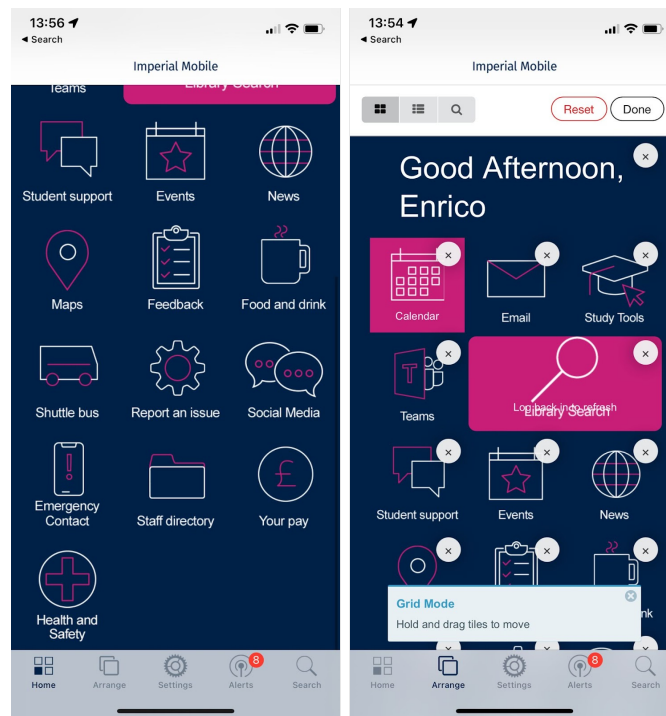 13:56
◄ Search
Imperial Mobile
Teams
Library Search
Student support
Events
News
Maps
Feedback
Food and drink
Shuttle bus
Report an issue
Social Media
Emergency
Contact
Staff directory
Your pay
Health and
Safety
Home
Arrange
Settings
8
Alerts
Search
13:54
◄ Search
Imperial Mobile
Reset
Done
Good Afternoon,
Enrico
Calendar
Email
Study Tools
T
Teams
Log back in to refresh
Library Search
Student support
Events
News
nk
Grid Mode
Hold and drag tiles to move
Home
Arrange
Settings
8
Alerts
Search